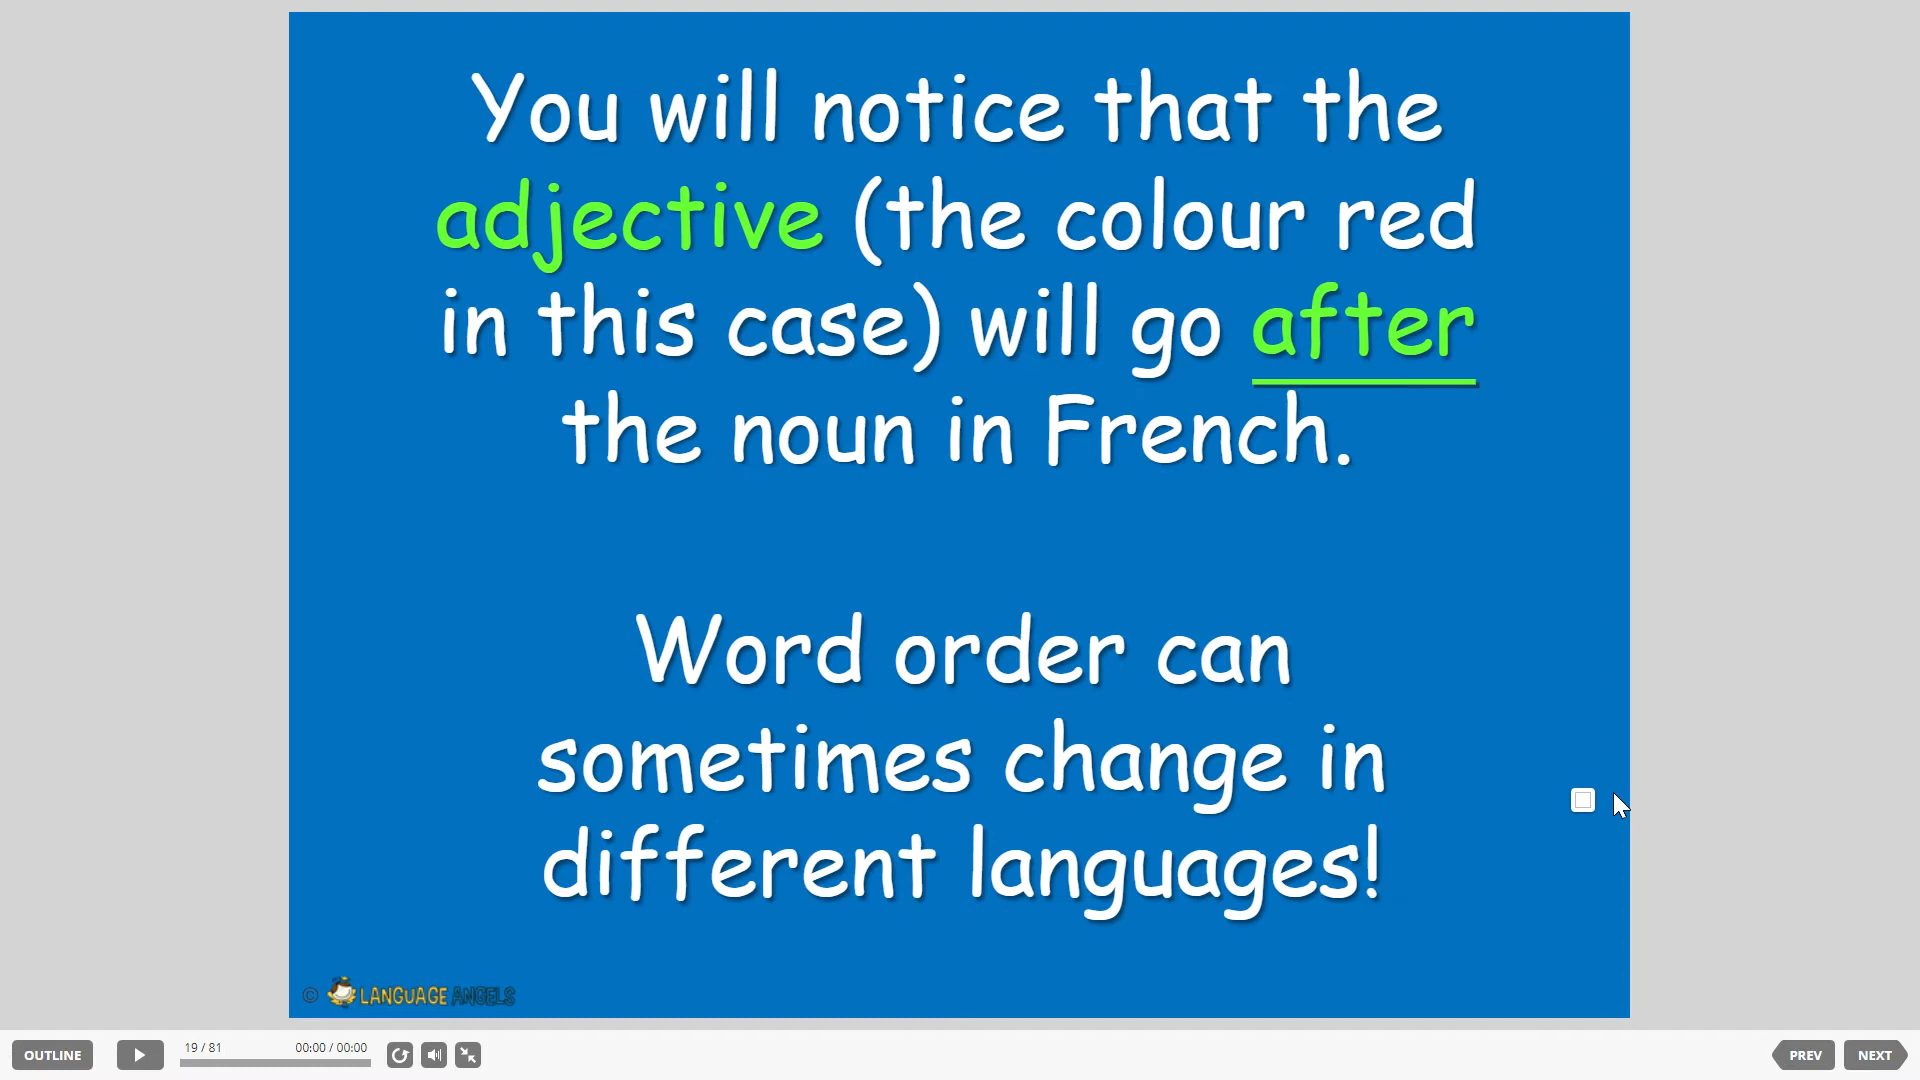 You will notice that the
adjective (the colour red
in this case) will go after
the noun in French.
Word order can
sometimes change in
different languages!
© LANGUAGE ANGELS
OUTLINE
19 / 81
00:00 / 00:00
PREV
NEXT